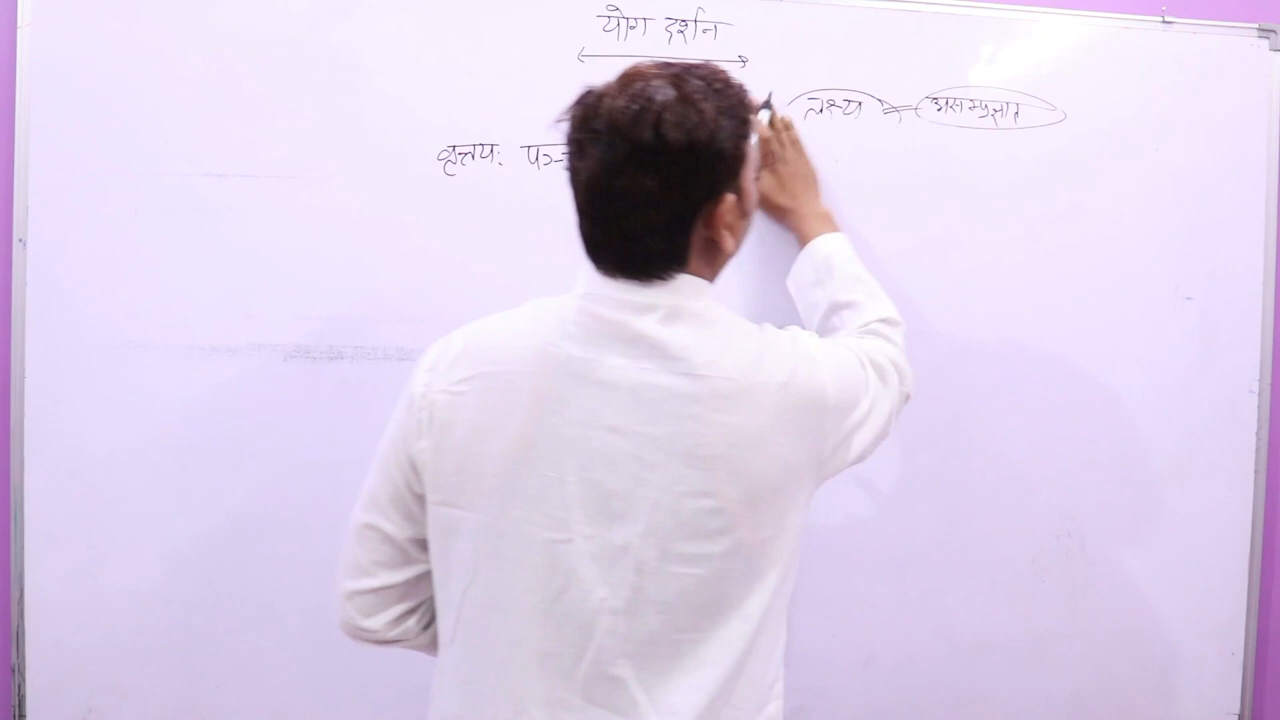 योग दर्शन
लक्ष्य = असम्प्रज्ञात
वृत्तयः